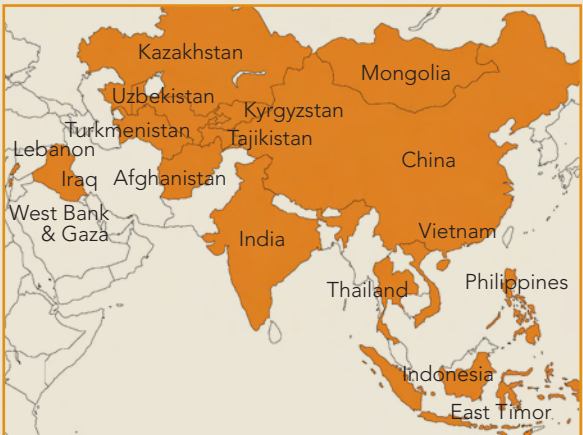 Kazakhstan
Mongolia
Uzbekistan
Kyrgyzstan
Turkmenistan
Tajikistan
Lebanon
China
Iraq
Afghanistan
West Bank
& Gaza
Vietnam
India
Thailand
Philippines
Indonesia
East Timor